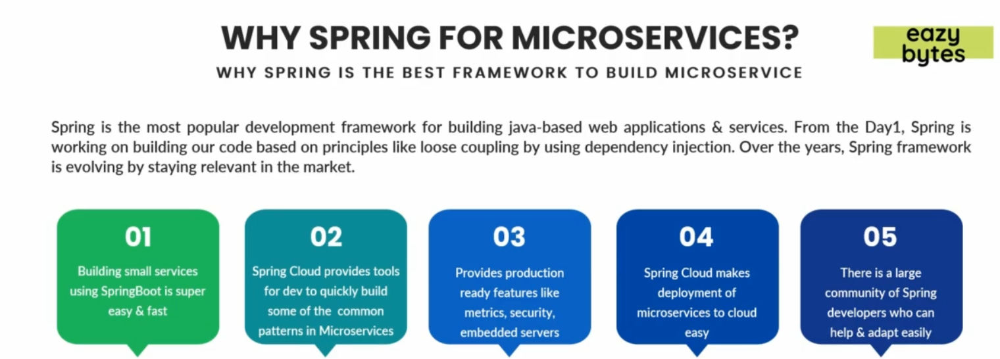 WHY SPRING FOR MICROSERVICES?
eazy
bytes
WHY SPRING IS THE BEST FRAMEWORK TO BUILD MICROSERVICE
Spring is the most popular development framework for building java-based web applications & services. From the Day1, Spring is
working on building our code based on principles like loose coupling by using dependency injection. Over the years, Spring framework
is evolving by staying relevant in the market.
01
Building small services
using SpringBoot is super
easy & fast
02
Spring Cloud provides tools
for dev to quickly build
some of the common
patterns in Microservices
03
Provides production
ready features like
metrics, security,
embedded servers
04
Spring Cloud makes
deployment of
microservices to cloud
easy
05
There is a large
community of Spring
developers who can
help & adapt easily